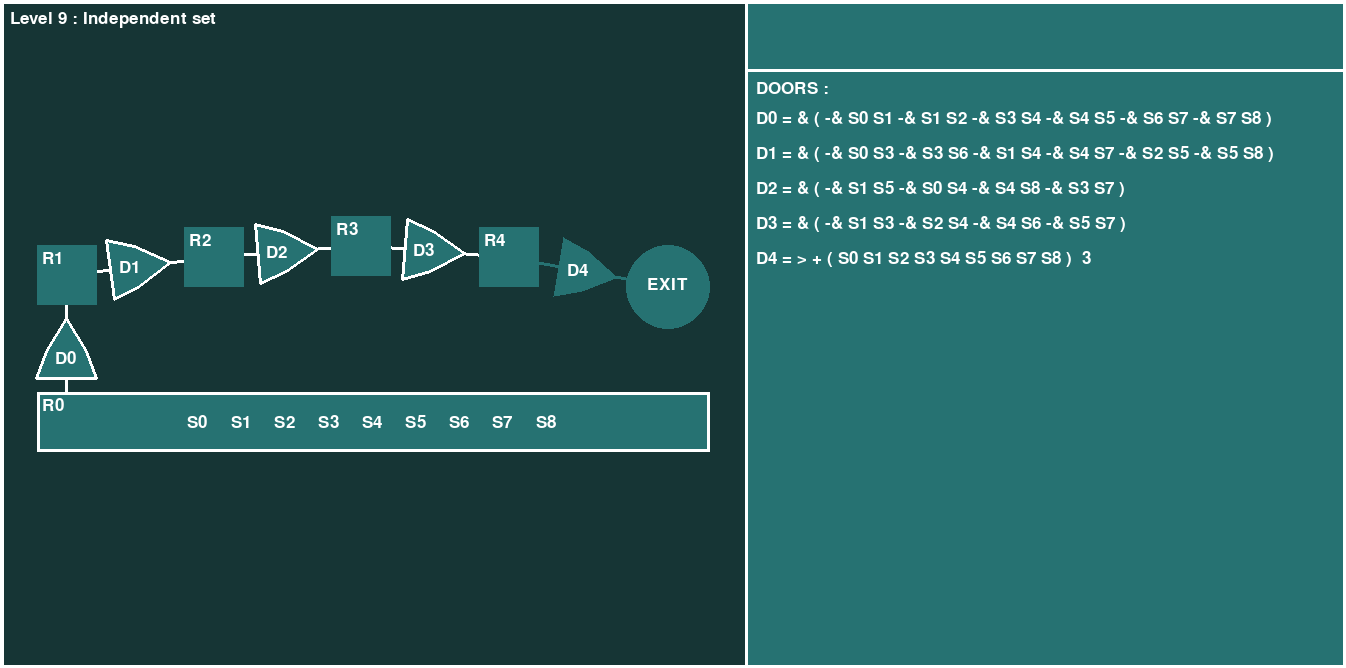 Level 9 : Independent set
DOORS :
D0 = & ( -& S0 S1 -& S1 S2 -& S3 S4 -& S4 S5 -& S6 S7 -& S7 S8 )
D1 = & ( -& S0 S3 -& S3 S6 -& S1 S4 -& S4 S7 -& S2 S5 -& S5 S8 )
D2 = & ( -& S1 S5 -& S0 S4 -& S4 S8 -& S3 S7 )
D3 = & ( -& S1 S3 -& S2 S4 -& S4 S6 -& S5 S7 )
D4 = > + ( S0 S1 S2 S3 S4 S5 S6 S7 S8 )  3
R1
D1
R2
D2
R3
D3
R4
D4
EXIT
D0
R0
S0 S1 S2 S3 S4 S5 S6 S7 S8